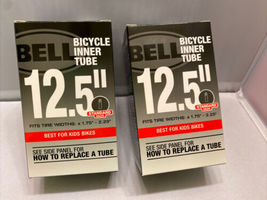 BELL
BICYCLE
INNER
TUBE
12.5"
STANDARD
FITS TIRE WIDTHS: x 1.75" - 2.25"
BEST FOR KIDS BIKES
SEE SIDE PANEL FOR
HOW TO REPLACE A TUBE
BELL
BICYCLE
INNER
TUBE
12.5"
STANDARD
FITS TIRE WIDTHS: x 1.75" - 2.25"
BEST FOR KIDS BIKES
SEE SIDE PANEL FOR
HOW TO REPLACE A TUBE